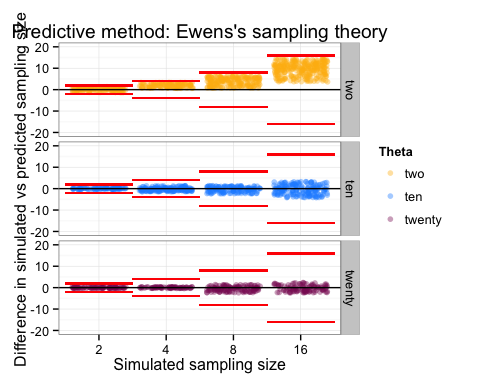 Predictive method: Ewens's sampling theory
Difference in simulated vs predicted sampling size
20
10
0
-10
-20
two
20
10
0
-10
-20
ten
20
10
0
-10
-20
twenty
2
4
8
16
Simulated sampling size
Theta
two
ten
twenty